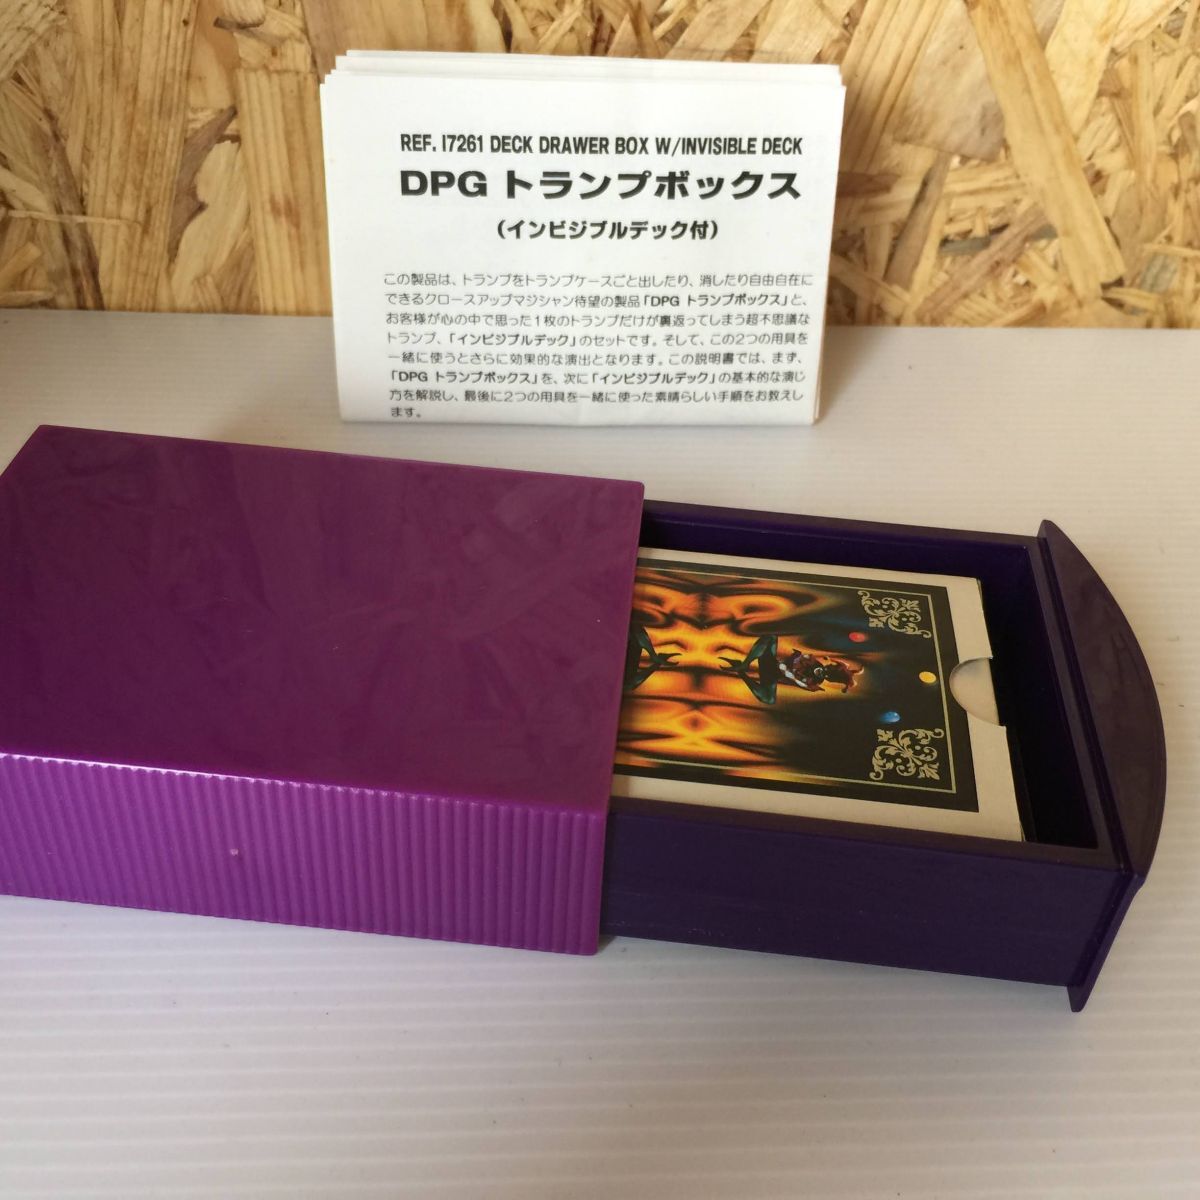 REF. I7261 DECK DRAWER BOX W/INVISIBLE DECK
DPG トランプボックス
（インビジブルデック付）
この製品は、トランプをトランプケースごと出したり、消したり自由自在に
できるクロースアップマジシャン待望の製品「DPG トランプボックス」と、
お客様が心の中で思った1枚のトランプだけが裏返ってしまう超不思議な
トランプ、「インビジブルデック」のセットです。そして、この2つの用具を
一緒に使うとさらに効果的な演出となります。この説明書では、まず、
「DPG トランプボックス」を、次に「インビジブルデック」の基本的な演じ
方を解説し、最後に2つの用具を一緒に使った素晴らしい手順をお教えし
ます。